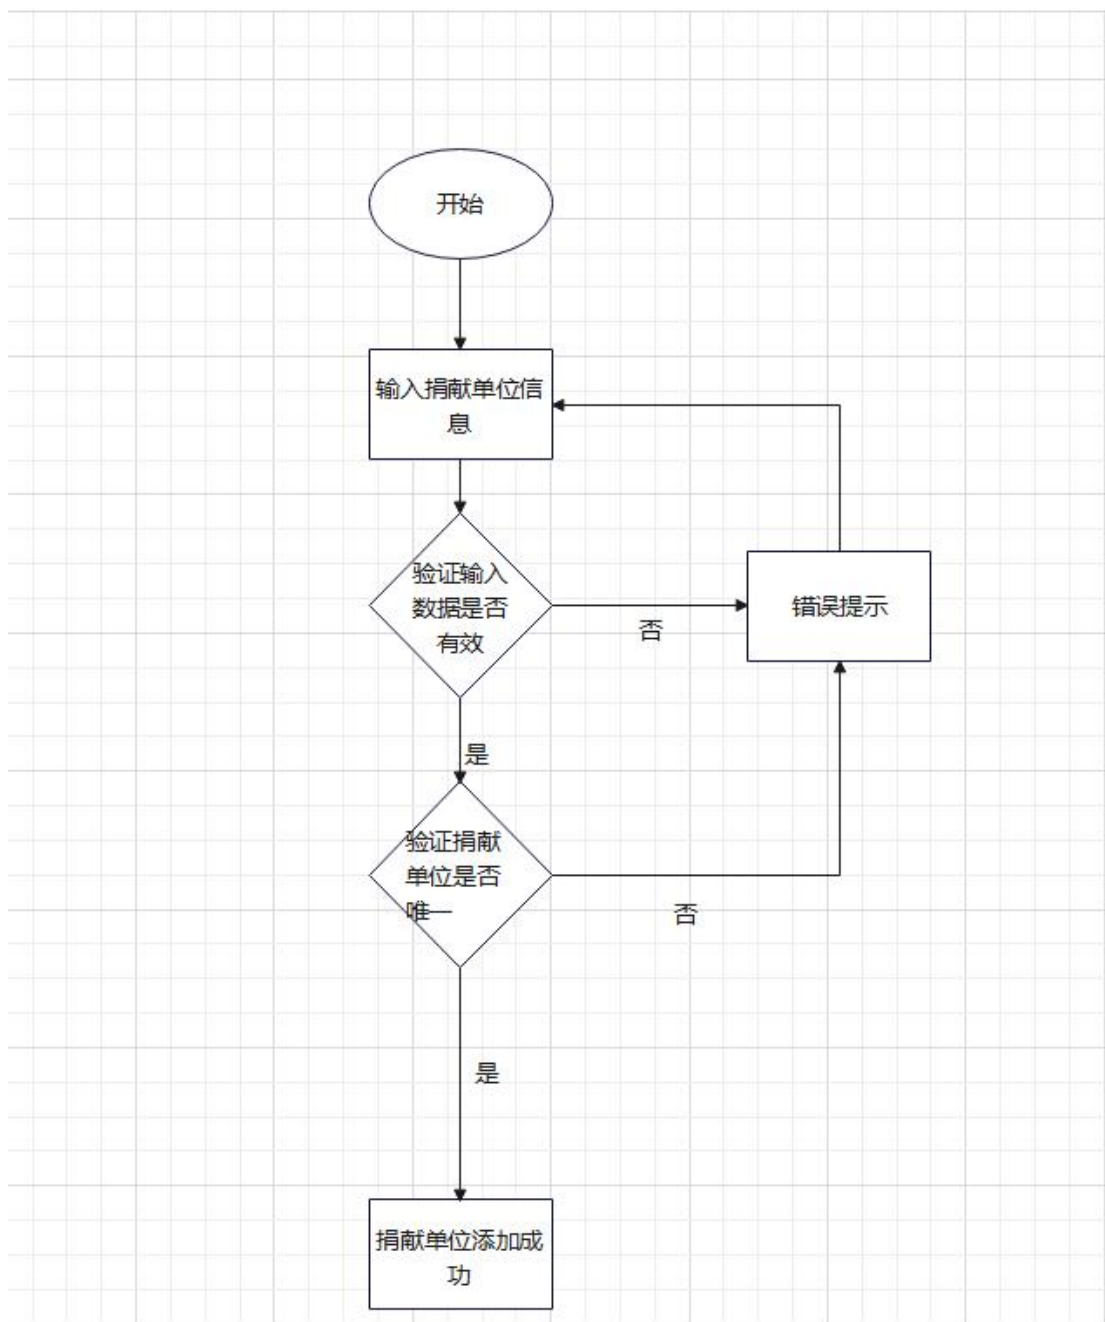 开始
输入捐献单位信
息
验证输入
数据是否
有效
否
错误提示
是
验证捐献
单位是否
唯一
否
是
捐献单位添加成
功